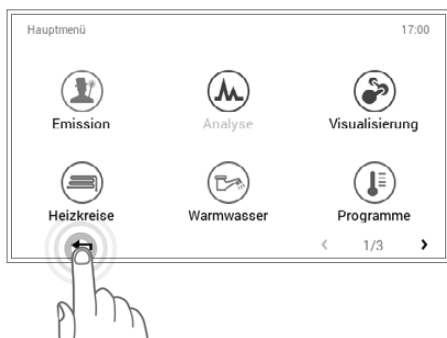 Hauptmenü 17:00
Emission Analyse Visualisierung
Heizkreise Warmwasser Programme
1/3